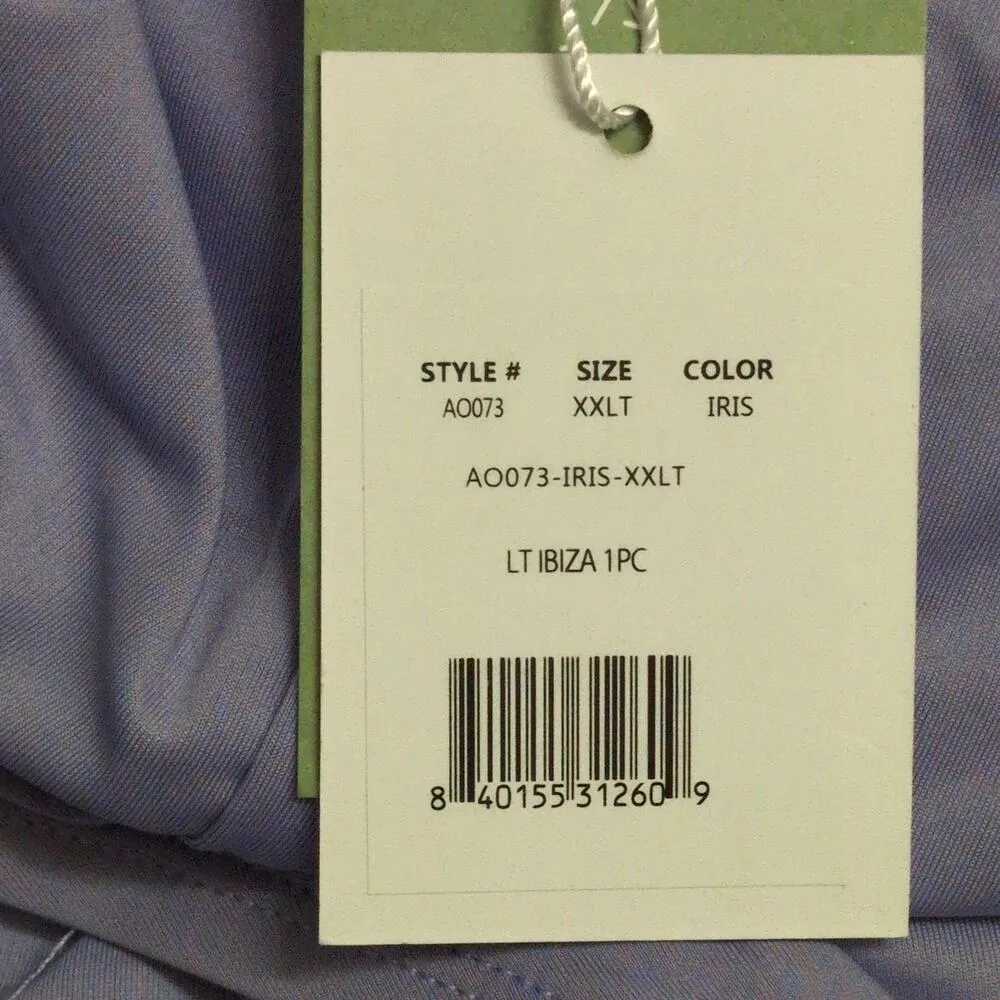 STYLE # SIZE COLOR
AO073 XXLT IRIS
AO073-IRIS-XXLT
LT IBIZA 1PC
8 40155 31260 9